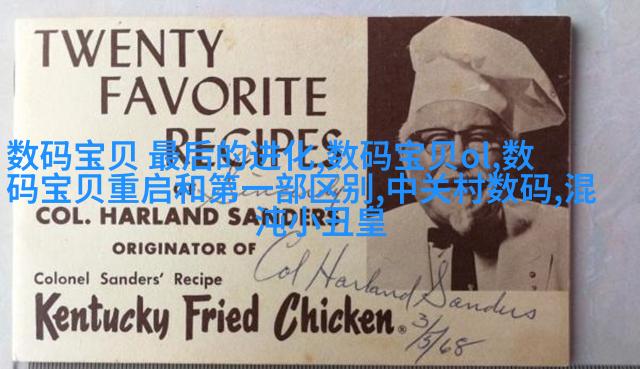 TWENTY
FAVORITE
RECIPES
数码宝贝 最后的进化,数码宝贝ol,数
码宝贝重启和第一部区别,中关村数码,混
沌小丑皇
COL. HARLAND SANDERS
ORIGINATOR OF
Colonel Sanders' Recipe
Kentucky Fried Chicken®
Col Harland Sanders
3/5/68